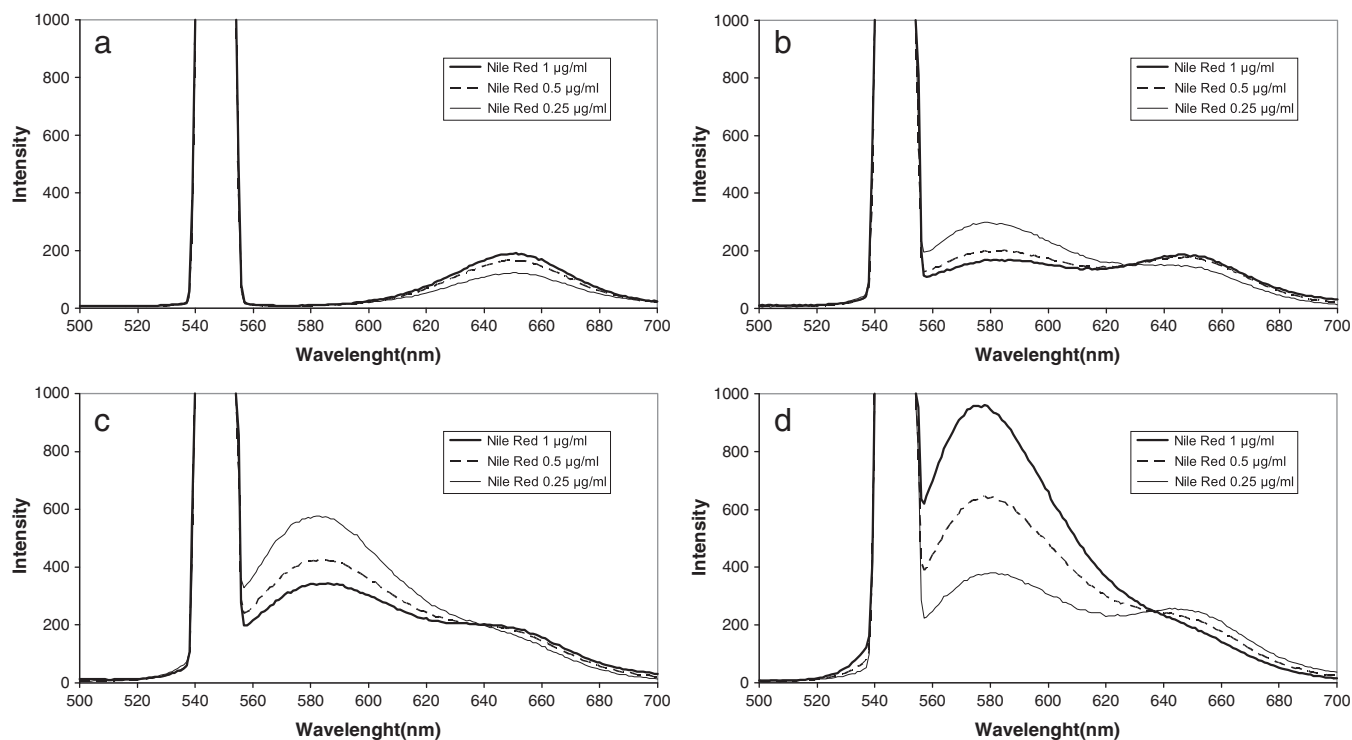 a
1000
800
600
400
200
0
Intensity
Nile Red 1 µg/ml
Nile Red 0.5 µg/ml
Nile Red 0.25 µg/ml
500 520 540 560 580 600 620 640 660 680 700
Wavelenght(nm)
b
1000
800
600
400
200
0
Intensity
Nile Red 1 µg/ml
Nile Red 0.5 µg/ml
Nile Red 0.25 µg/ml
500 520 540 560 580 600 620 640 660 680 700
Wavelenght(nm)
c
1000
800
600
400
200
0
Intensity
Nile Red 1 µg/ml
Nile Red 0.5 µg/ml
Nile Red 0.25 µg/ml
500 520 540 560 580 600 620 640 660 680 700
Wavelenght(nm)
d
1000
800
600
400
200
0
Intensity
Nile Red 1 µg/ml
Nile Red 0.5 µg/ml
Nile Red 0.25 µg/ml
500 520 540 560 580 600 620 640 660 680 700
Wavelenght(nm)